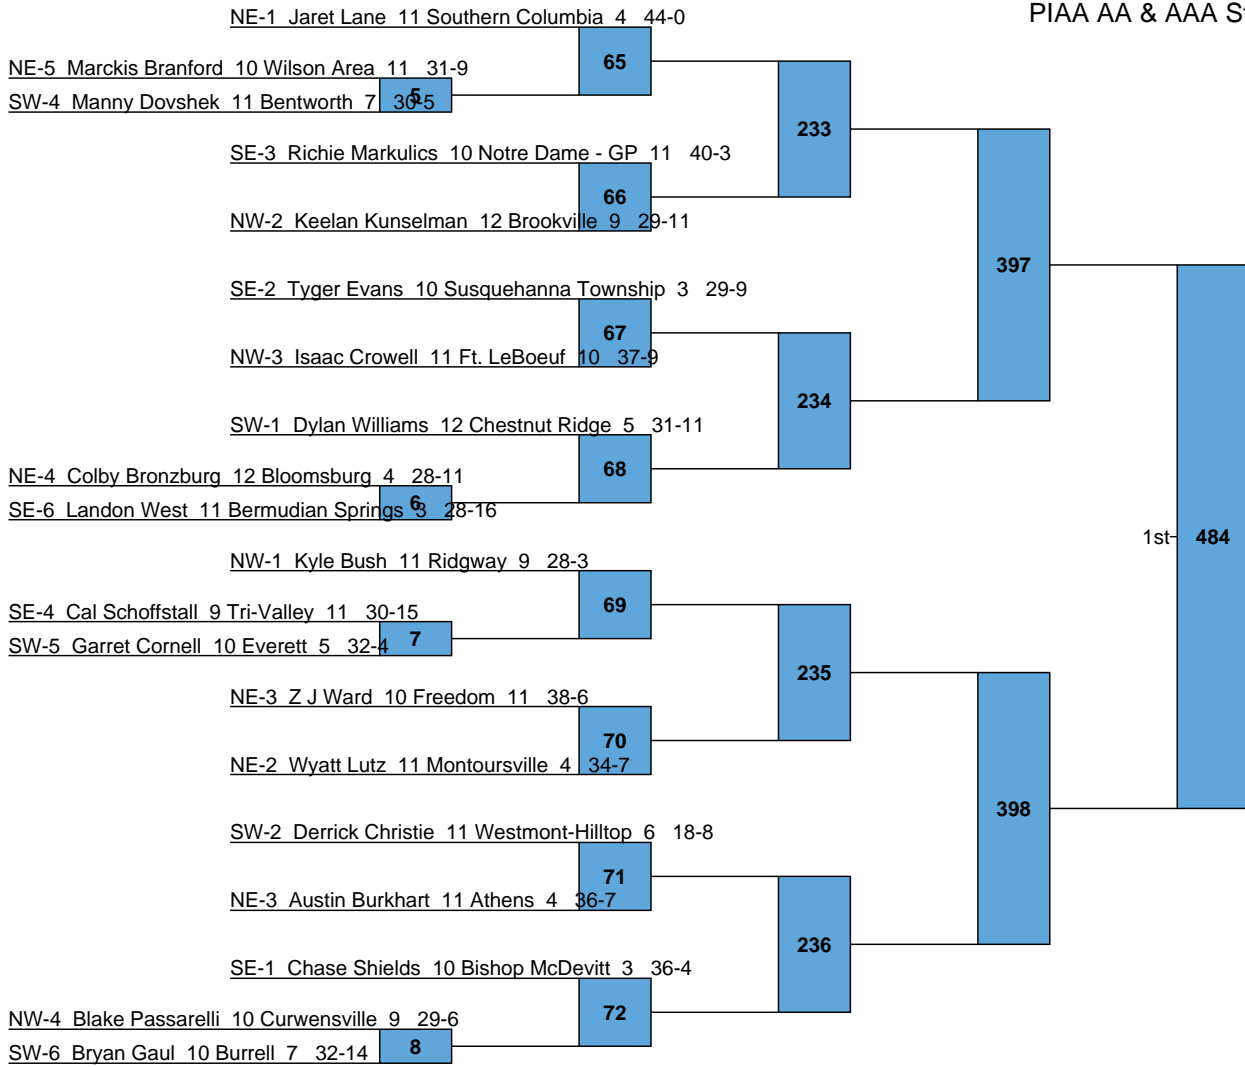 NE-1 Jaret Lane 11 Southern Columbia 4 44-0
PIAA AA & AAA St
65
NE-5 Marckis Branford 10 Wilson Area 11 31-9
5
SW-4 Manny Dovshek 11 Bentworth 7 30-5
233
SE-3 Richie Markulics 10 Notre Dame - GP 11 40-3
66
NW-2 Keelan Kunselman 12 Brookville 9 29-11
397
SE-2 Tyger Evans 10 Susquehanna Township 3 29-9
67
NW-3 Isaac Crowell 11 Ft. LeBoeuf 10 37-9
234
SW-1 Dylan Williams 12 Chestnut Ridge 5 31-11
68
NE-4 Colby Bronzburg 12 Bloomsburg 4 28-11
6
SE-6 Landon West 11 Bermudian Springs 3 28-16
1st 484
NW-1 Kyle Bush 11 Ridgway 9 28-3
69
SE-4 Cal Schoffstall 9 Tri-Valley 11 30-15
7
SW-5 Garret Cornell 10 Everett 5 32-4
235
NE-3 Z J Ward 10 Freedom 11 38-6
70
NE-2 Wyatt Lutz 11 Montoursville 4 34-7
398
SW-2 Derrick Christie 11 Westmont-Hilltop 6 18-8
71
NE-3 Austin Burkhart 11 Athens 4 36-7
236
SE-1 Chase Shields 10 Bishop McDevitt 3 36-4
72
NW-4 Blake Passarelli 10 Curwensville 9 29-6
8
SW-6 Bryan Gaul 10 Burrell 7 32-14